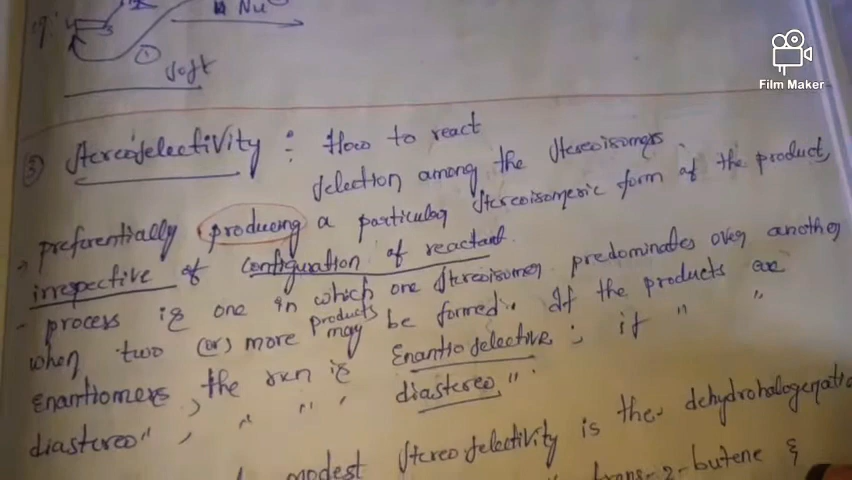 Nu
Soft
Film Maker
③ Stereoselectivity : How to react
Selection among the Stereoisomers.
- preferentially producing a particular Stereoisomeric form of the product,
irrespective of configuration of reactant.
- process is one in which one Stereoisomer predominates over another
when two (or) more products may be formed. If the products are
Enantiomers, the rxn is Enantioselective ; if " "
diastereo", " " ' diastereo "".
modest Stereoselectivity is the dehydrohalogenatio
trans-2-butene &